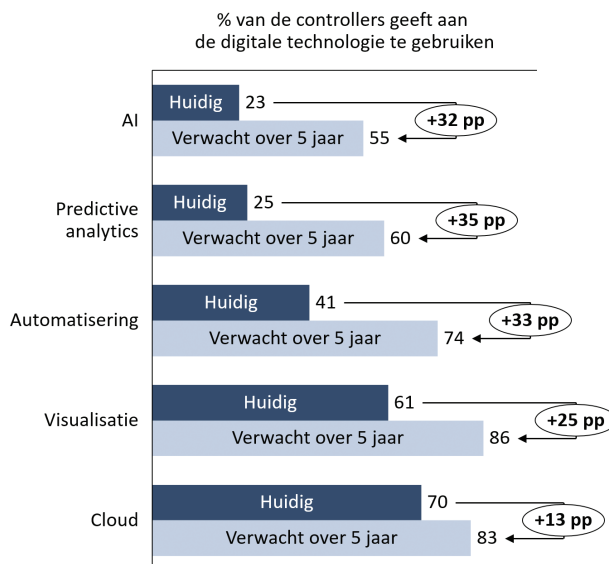 % van de controllers geeft aan
de digitale technologie te gebruiken
AI
Huidig 23
Verwacht over 5 jaar 55
+32 pp
Predictive
analytics
Huidig 25
Verwacht over 5 jaar 60
+35 pp
Automatisering
Huidig 41
Verwacht over 5 jaar 74
+33 pp
Visualisatie
Huidig 61
Verwacht over 5 jaar 86
+25 pp
Cloud
Huidig 70
Verwacht over 5 jaar 83
+13 pp